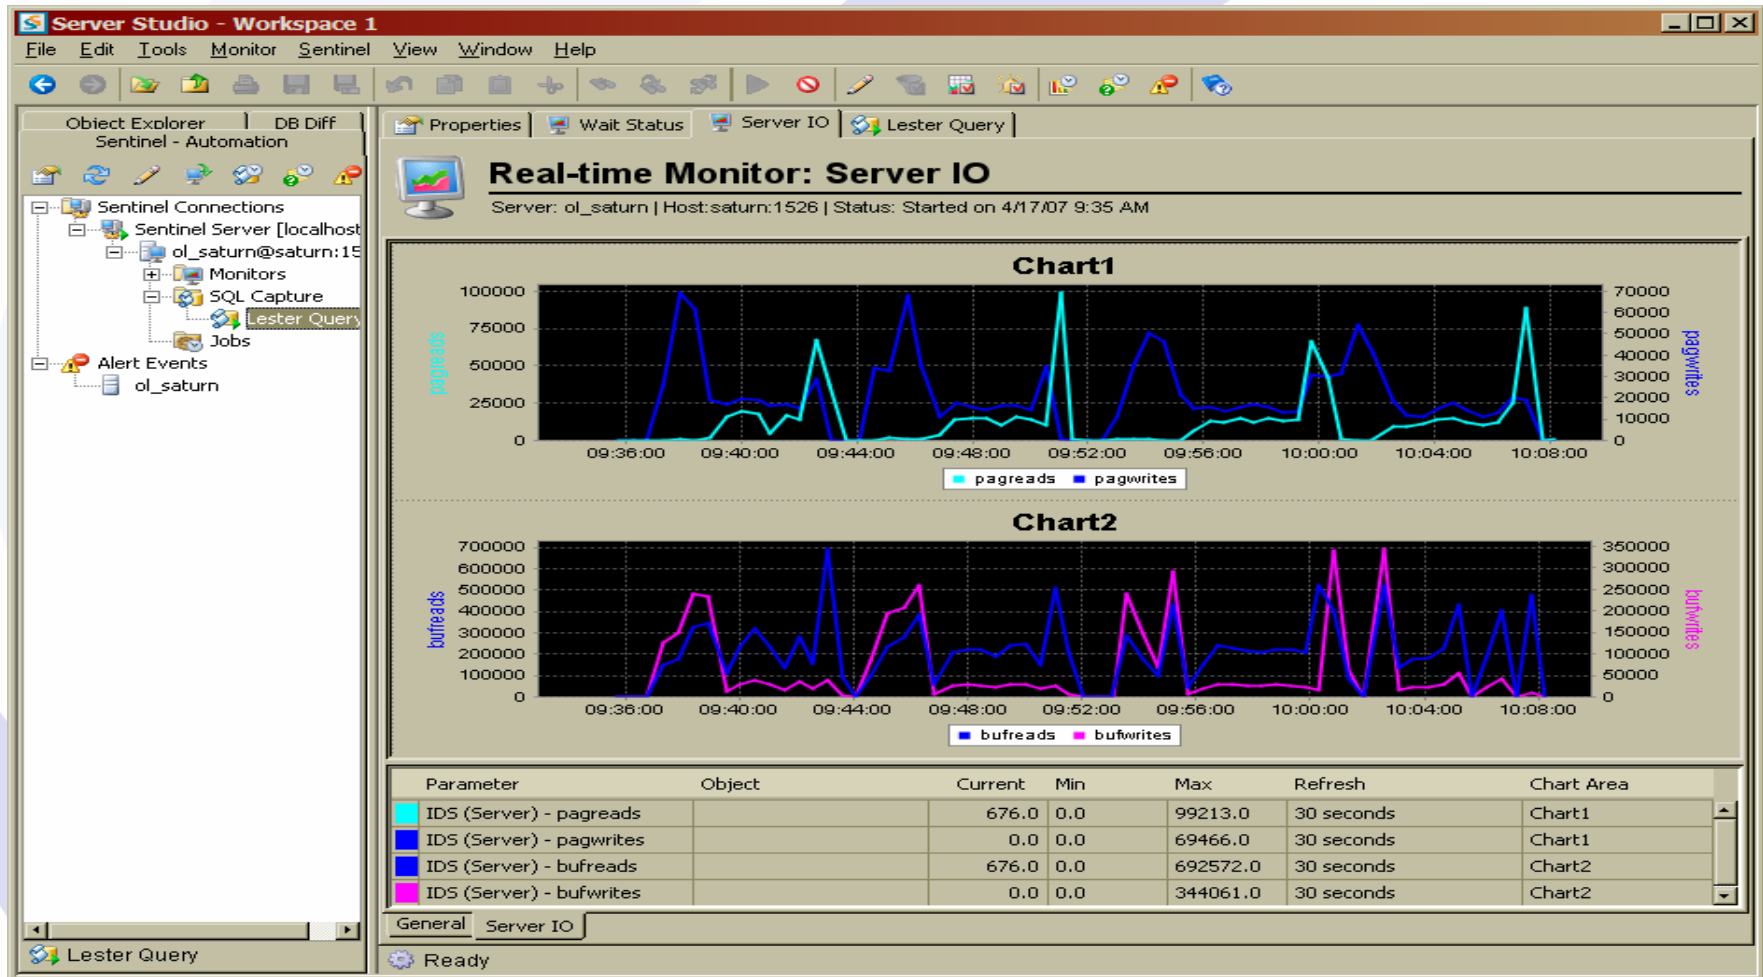 Server Studio - Workspace 1
File Edit Tools Monitor Sentinel View Window Help
Object Explorer DB Diff
Sentinel - Automation
Sentinel Connections
Sentinel Server [localhost
ol_saturn@saturn:15
Monitors
SQL Capture
Lester Query
Jobs
Alert Events
ol_saturn
Lester Query
Properties Wait Status Server IO Lester Query
Real-time Monitor: Server IO
Server: ol_saturn | Host:saturn:1526 | Status: Started on 4/17/07 9:35 AM
Chart1
100000
75000
50000
25000
0
pagreads
70000
60000
50000
40000
30000
20000
10000
0
pagwrites
09:36:00 09:40:00 09:44:00 09:48:00 09:52:00 09:56:00 10:00:00 10:04:00 10:08:00
pagreads pagwrites
Chart2
700000
600000
500000
400000
300000
200000
100000
0
bufreads
350000
300000
250000
200000
150000
100000
50000
0
bufwrites
09:36:00 09:40:00 09:44:00 09:48:00 09:52:00 09:56:00 10:00:00 10:04:00 10:08:00
bufreads bufwrites
Parameter Object Current Min Max Refresh Chart Area
IDS (Server) - pagreads 676.0 0.0 99213.0 30 seconds Chart1
IDS (Server) - pagwrites 0.0 0.0 69466.0 30 seconds Chart1
IDS (Server) - bufreads 676.0 0.0 692572.0 30 seconds Chart2
IDS (Server) - bufwrites 0.0 0.0 344061.0 30 seconds Chart2
General Server IO
Ready